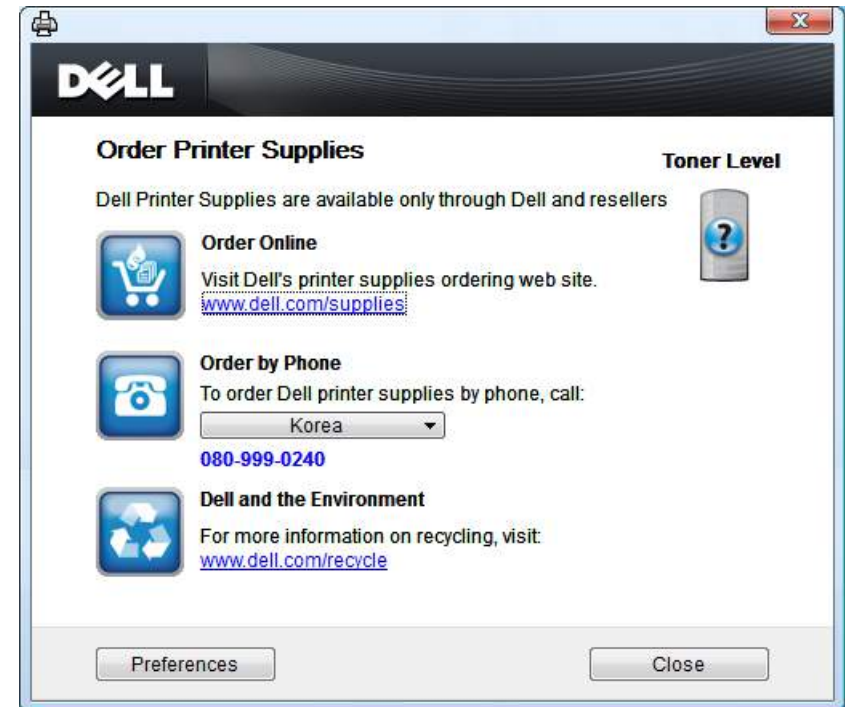 DELL
Order Printer Supplies
Toner Level
Dell Printer Supplies are available only through Dell and resellers
?
Order Online
Visit Dell's printer supplies ordering web site.
www.dell.com/supplies
Order by Phone
To order Dell printer supplies by phone, call:
Korea
080-999-0240
Dell and the Environment
For more information on recycling, visit:
www.dell.com/recycle
Preferences
Close